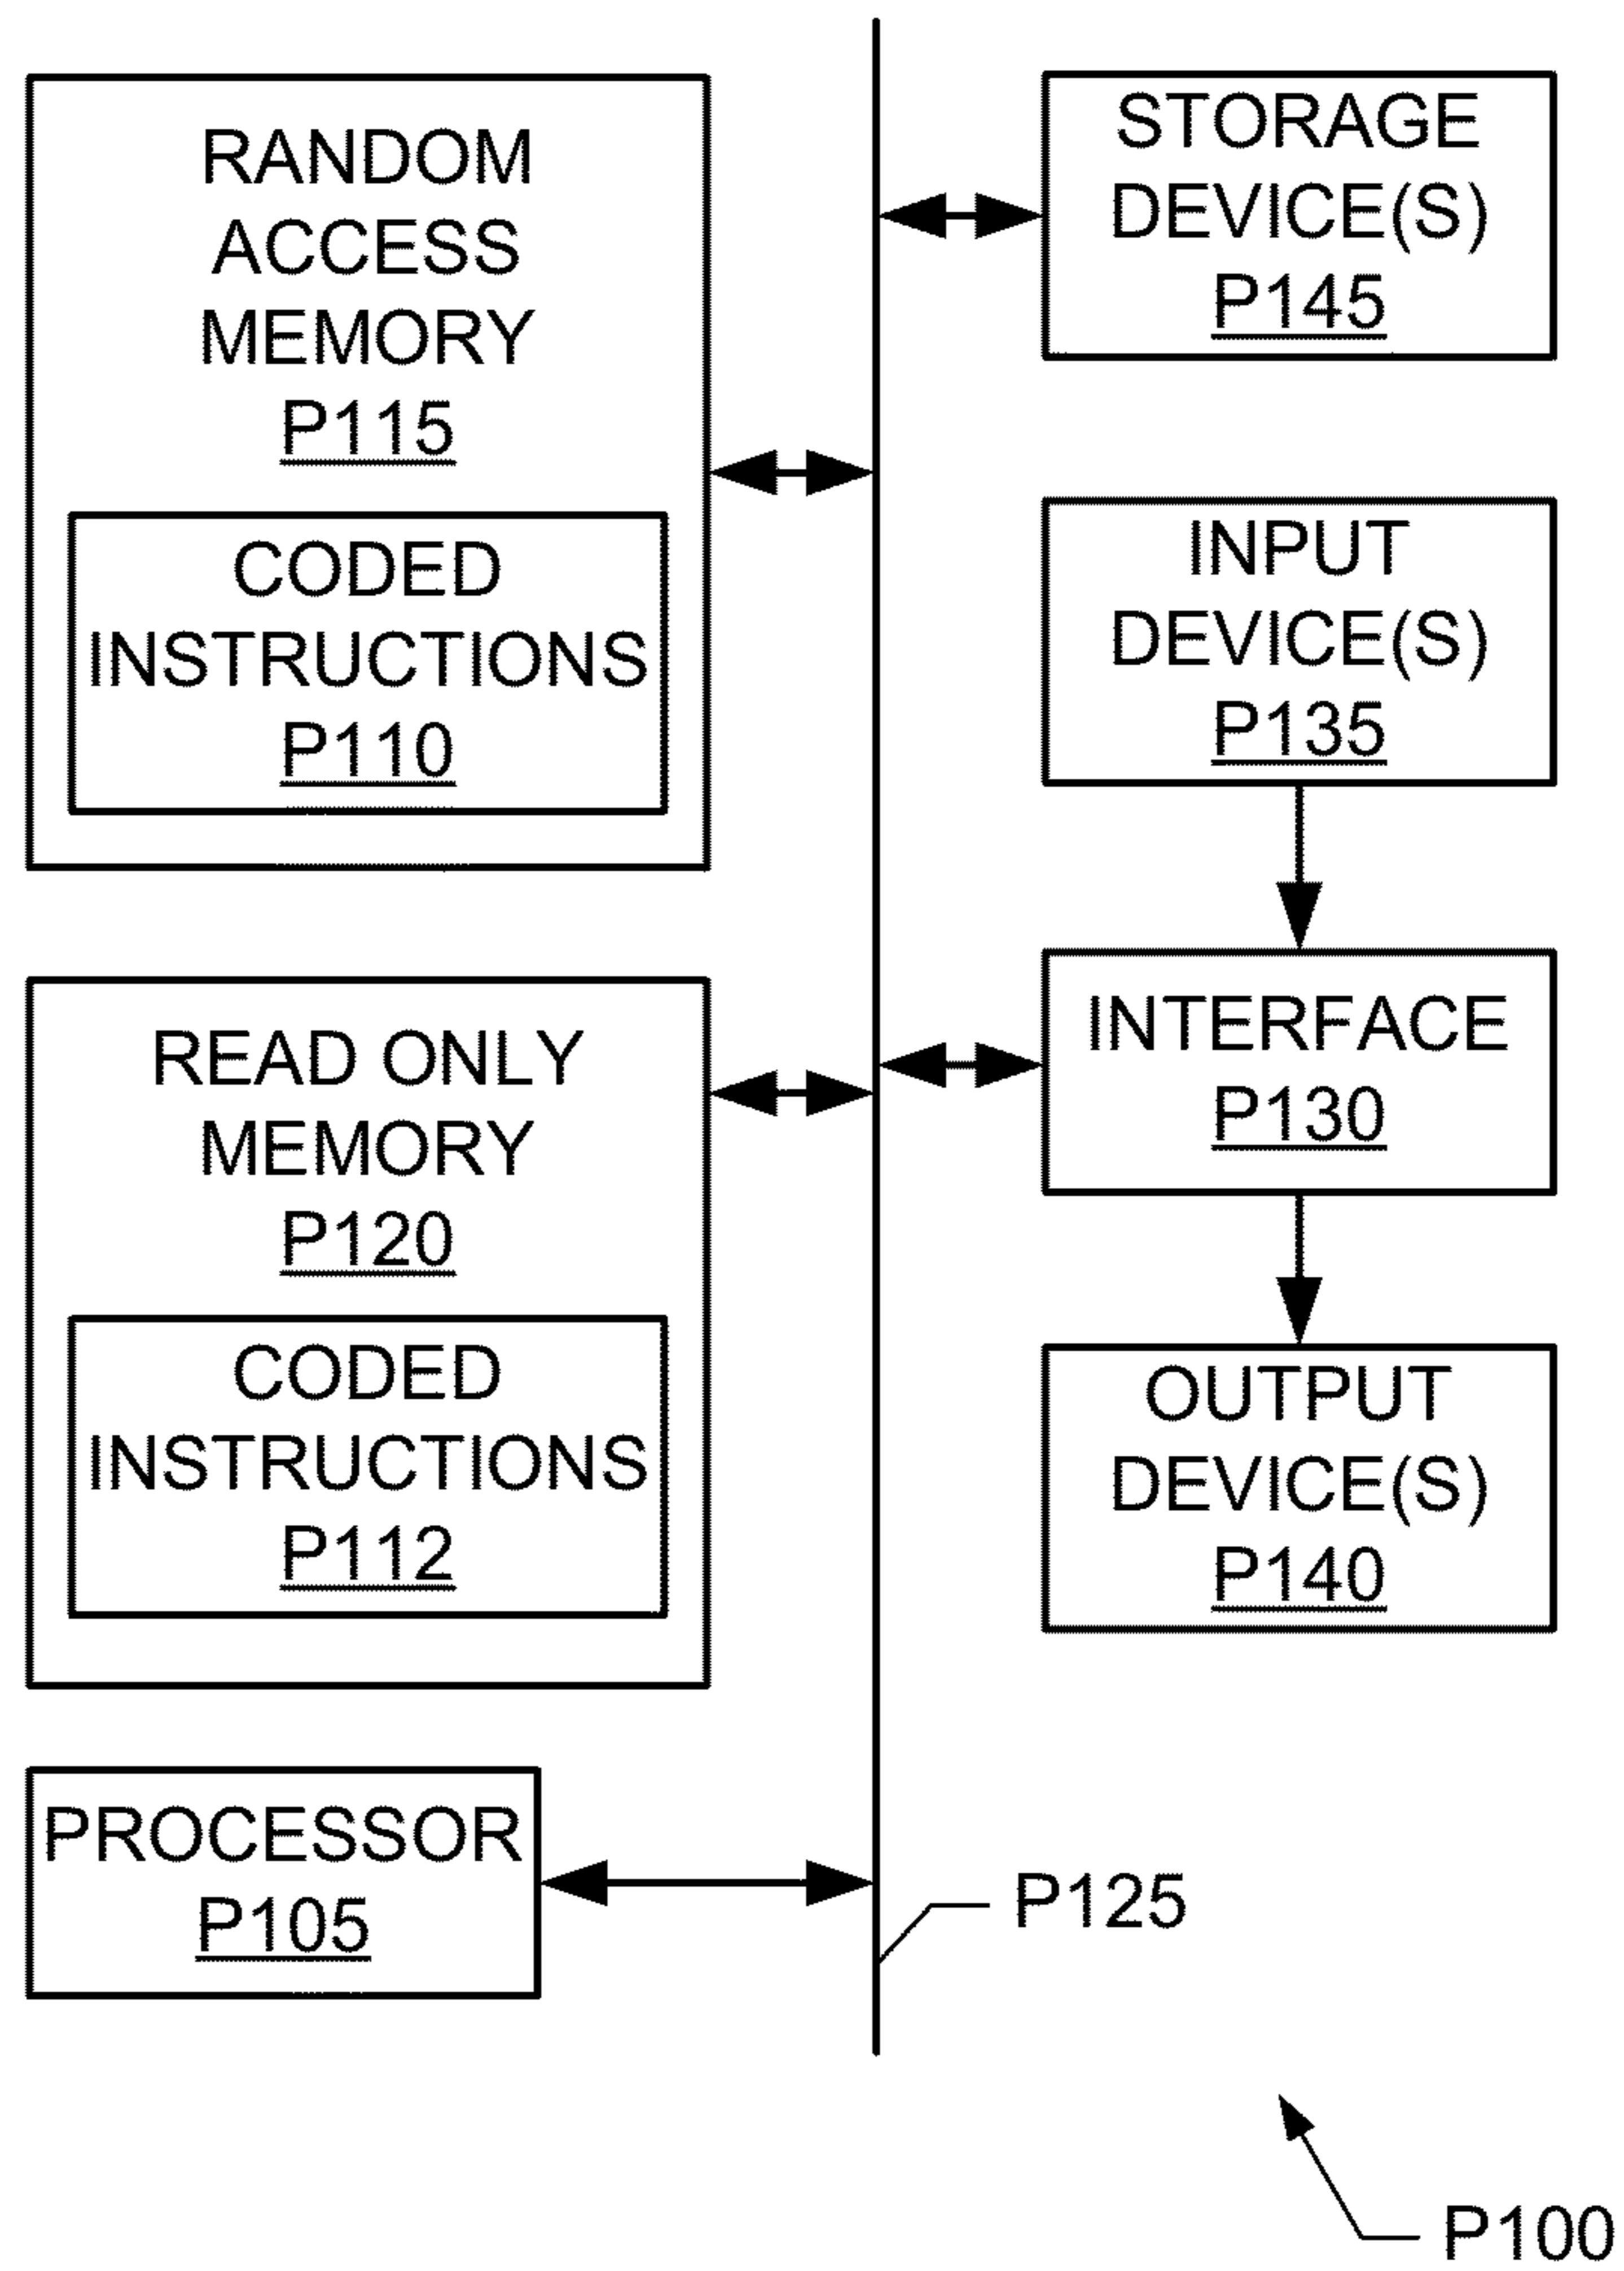 RANDOM
ACCESS
MEMORY
P115
CODED
INSTRUCTIONS
P110
READ ONLY
MEMORY
P120
CODED
INSTRUCTIONS
P112
PROCESSOR
P105
STORAGE
DEVICE(S)
P145
INPUT
DEVICE(S)
P135
INTERFACE
P130
OUTPUT
DEVICE(S)
P140
P125
P100